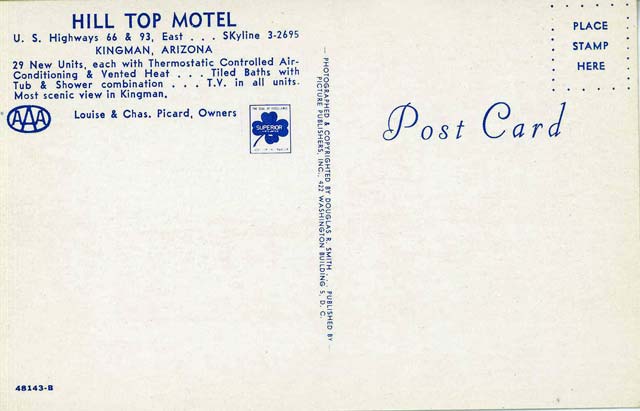 HILL TOP MOTEL
U. S. Highways 66 & 93, East . . . SKyline 3-2695
KINGMAN, ARIZONA
29 New Units, each with Thermostatic Controlled Air-
Conditioning & Vented Heat . . . Tiled Baths with
Tub & Shower combination . . . T.V. in all units.
Most scenic view in Kingman.
AAA
Louise & Chas. Picard, Owners
SUPERIOR
— PHOTOGRAPHED & COPYRIGHTED BY DOUGLAS R. SMITH . . . PUBLISHED BY —
PICTURE PUBLISHERS, INC., 422 WASHINGTON BUILDING 5, D. C.
PLACE
STAMP
HERE
Post Card
48143-B